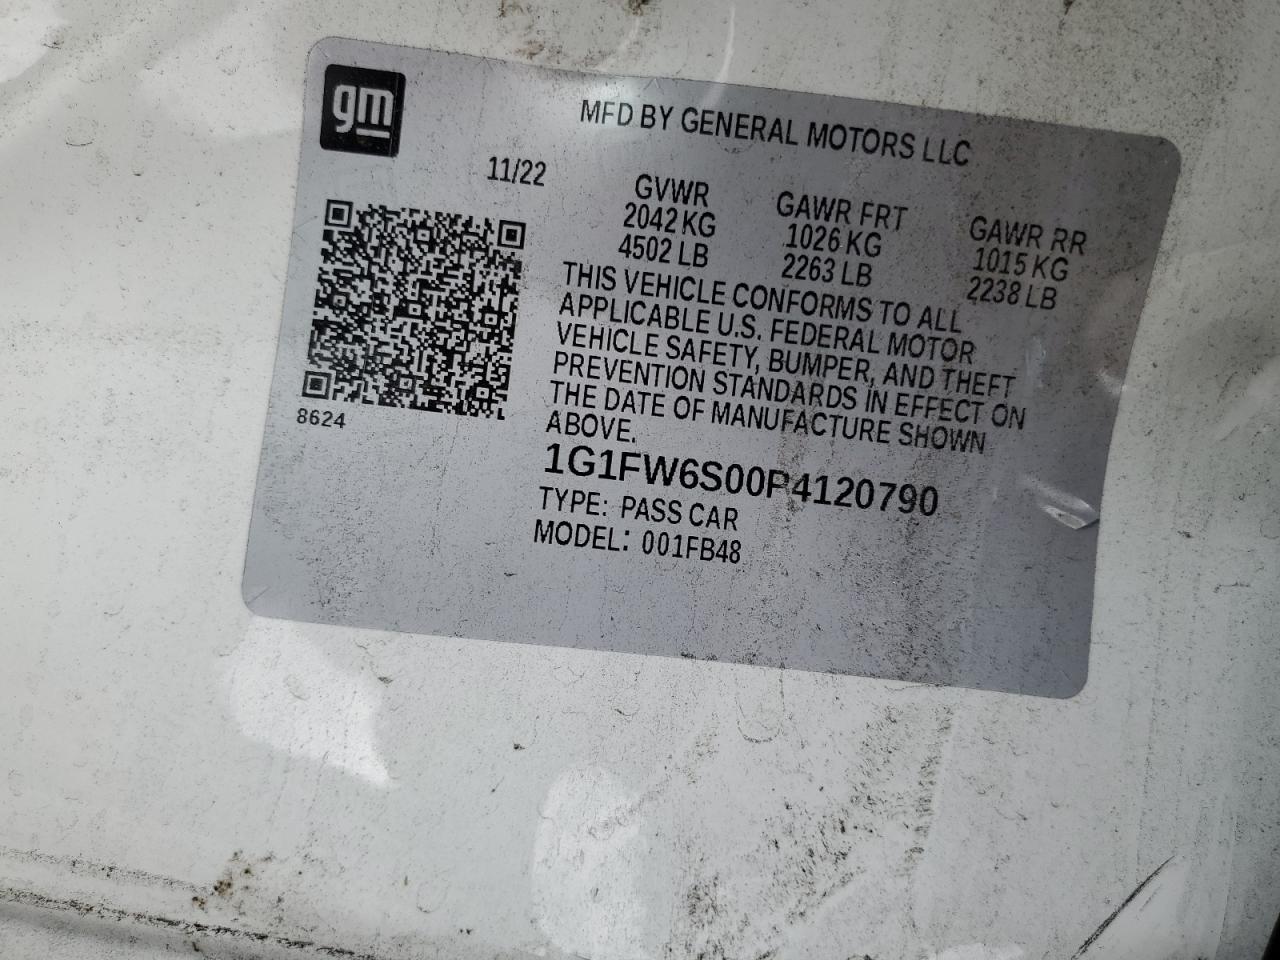 gm
MFD BY GENERAL MOTORS LLC
11/22
GVWR
2042 KG
4502 LB
GAWR FRT
1026 KG
2263 LB
GAWR RR
1015 KG
2238 LB
THIS VEHICLE CONFORMS TO ALL
APPLICABLE U.S. FEDERAL MOTOR
VEHICLE SAFETY, BUMPER, AND THEFT
PREVENTION STANDARDS IN EFFECT ON
THE DATE OF MANUFACTURE SHOWN
ABOVE.
8624
1G1FW6S00P4120790
TYPE: PASS CAR
MODEL: 001FB48